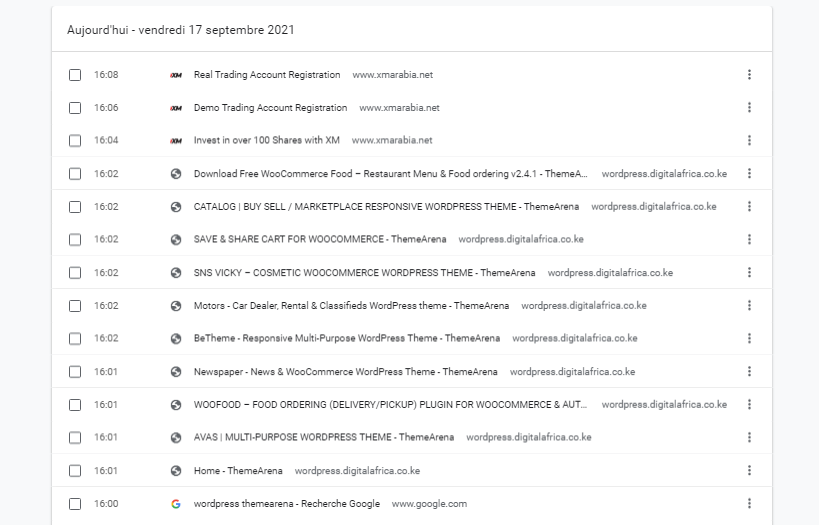 Aujourd'hui - vendredi 17 septembre 2021
16:08 XM Real Trading Account Registration www.xmarabia.net
16:06 XM Demo Trading Account Registration www.xmarabia.net
16:04 XM Invest in over 100 Shares with XM www.xmarabia.net
16:02 Download Free WooCommerce Food – Restaurant Menu & Food ordering v2.4.1 - ThemeA... wordpress.digitalafrica.co.ke
16:02 CATALOG | BUY SELL / MARKETPLACE RESPONSIVE WORDPRESS THEME - ThemeArena wordpress.digitalafrica.co.ke
16:02 SAVE & SHARE CART FOR WOOCOMMERCE - ThemeArena wordpress.digitalafrica.co.ke
16:02 SNS VICKY – COSMETIC WOOCOMMERCE WORDPRESS THEME - ThemeArena wordpress.digitalafrica.co.ke
16:02 Motors - Car Dealer, Rental & Classifieds WordPress theme - ThemeArena wordpress.digitalafrica.co.ke
16:02 BeTheme - Responsive Multi-Purpose WordPress Theme - ThemeArena wordpress.digitalafrica.co.ke
16:01 Newspaper - News & WooCommerce WordPress Theme - ThemeArena wordpress.digitalafrica.co.ke
16:01 WOOFOOD – FOOD ORDERING (DELIVERY/PICKUP) PLUGIN FOR WOOCOMMERCE & AUT... wordpress.digitalafrica.co.ke
16:01 AVAS | MULTI-PURPOSE WORDPRESS THEME - ThemeArena wordpress.digitalafrica.co.ke
16:01 Home - ThemeArena wordpress.digitalafrica.co.ke
16:00 G wordpress themearena - Recherche Google www.google.com